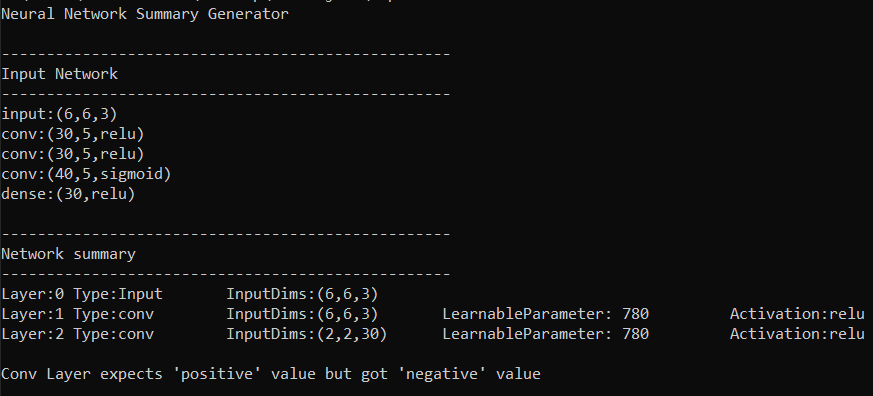 Neural Network Summary Generator
--------------------------------------------------
Input Network
--------------------------------------------------
input:(6,6,3)
conv:(30,5,relu)
conv:(30,5,relu)
conv:(40,5,sigmoid)
dense:(30,relu)
--------------------------------------------------
Network summary
--------------------------------------------------
Layer:0 Type:Input InputDims:(6,6,3)
Layer:1 Type:conv InputDims:(6,6,3) LearnableParameter: 780 Activation:relu
Layer:2 Type:conv InputDims:(2,2,30) LearnableParameter: 780 Activation:relu
Conv Layer expects 'positive' value but got 'negative' value